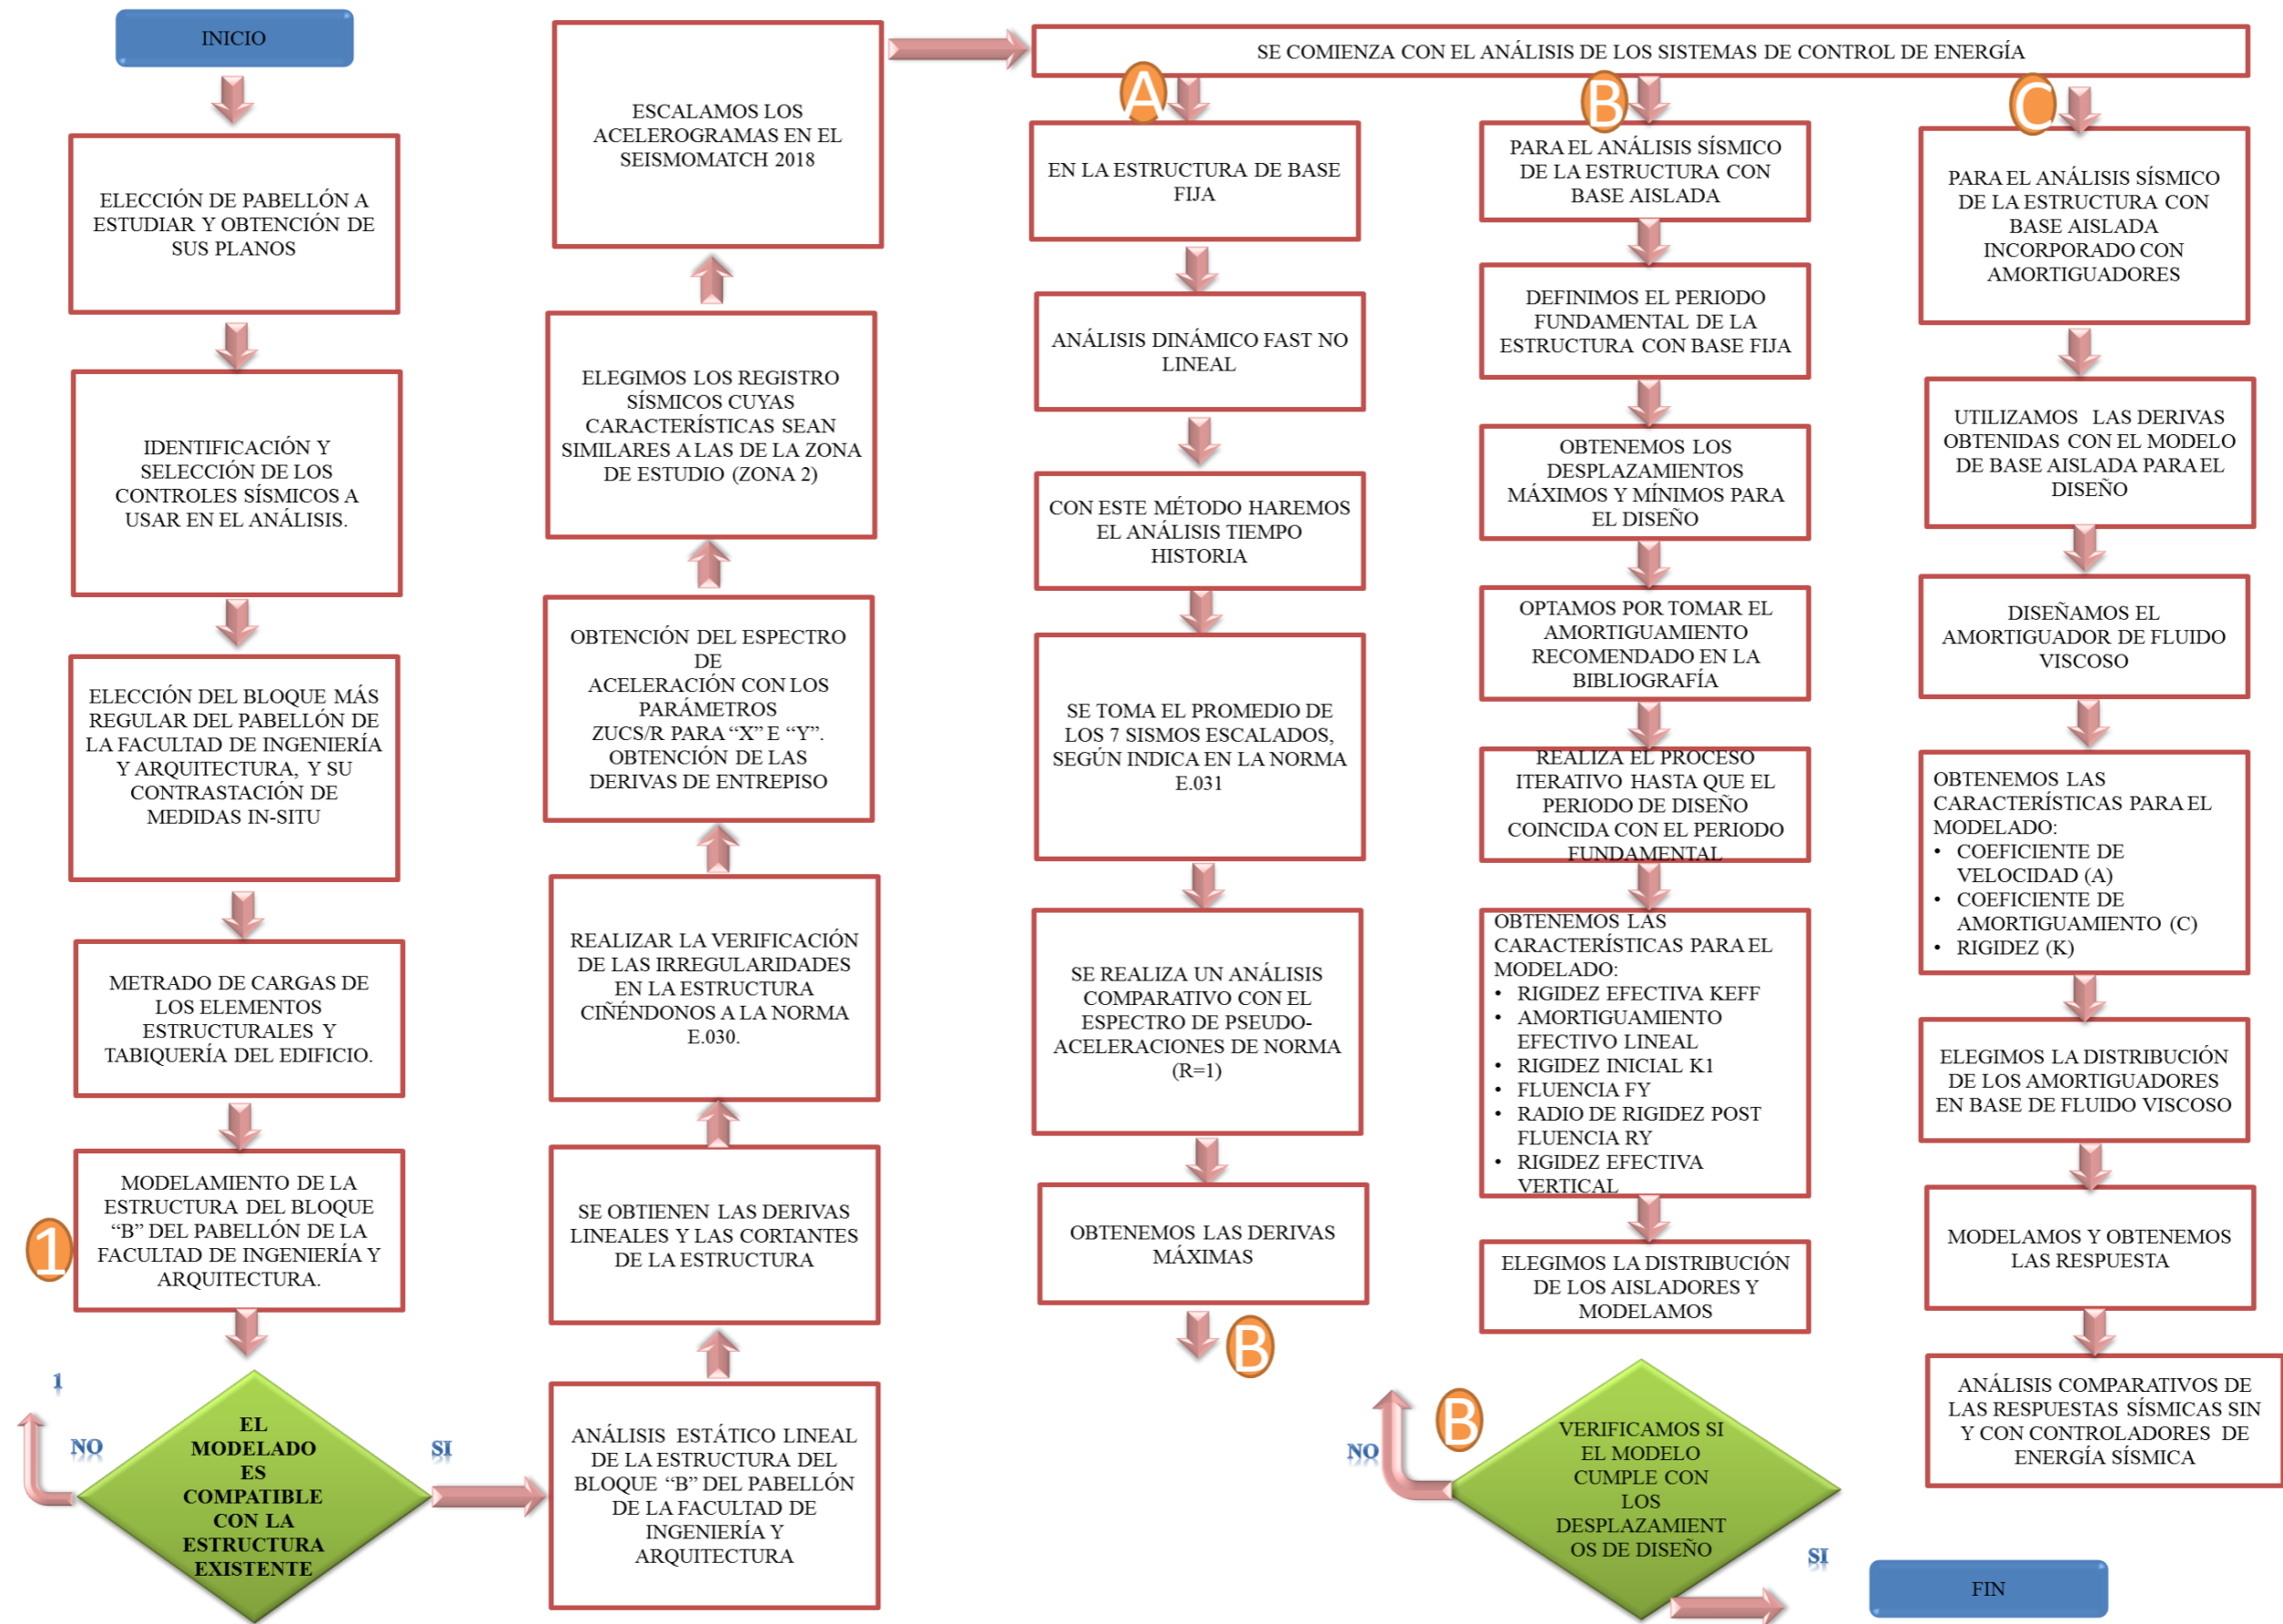 INICIO
ELECCIÓN DE PABELLÓN A
ESTUDIAR Y OBTENCIÓN DE
SUS PLANOS
IDENTIFICACIÓN Y
SELECCIÓN DE LOS
CONTROLES SÍSMICOS A
USAR EN EL ANÁLISIS.
ELECCIÓN DEL BLOQUE MÁS
REGULAR DEL PABELLÓN DE
LA FACULTAD DE INGENIERÍA
Y ARQUITECTURA, Y SU
CONTRASTACIÓN DE
MEDIDAS IN-SITU
METRADO DE CARGAS DE
LOS ELEMENTOS
ESTRUCTURALES Y
TABIQUERÍA DEL EDIFICIO.
1
MODELAMIENTO DE LA
ESTRUCTURA DEL BLOQUE
“B” DEL PABELLÓN DE LA
FACULTAD DE INGENIERÍA Y
ARQUITECTURA.
1
NO
EL
MODELADO
ES
COMPATIBLE
CON LA
ESTRUCTURA
EXISTENTE
SI
ANÁLISIS ESTÁTICO LINEAL
DE LA ESTRUCTURA DEL
BLOQUE “B” DEL PABELLÓN
DE LA FACULTAD DE
INGENIERÍA Y
ARQUITECTURA
SE OBTIENEN LAS DERIVAS
LINEALES Y LAS CORTANTES
DE LA ESTRUCTURA
REALIZAR LA VERIFICACIÓN
DE LAS IRREGULARIDADES
EN LA ESTRUCTURA
CIÑÉNDONOS A LA NORMA
E.030.
OBTENCIÓN DEL ESPECTRO
DE
ACELERACIÓN CON LOS
PARÁMETROS
ZUCS/R PARA “X” E “Y”.
OBTENCIÓN DE LAS
DERIVAS DE ENTREPISO
ELEGIMOS LOS REGISTRO
SÍSMICOS CUYAS
CARACTERÍSTICAS SEAN
SIMILARES A LAS DE LA ZONA
DE ESTUDIO (ZONA 2)
ESCALAMOS LOS
ACELEROGRAMAS EN EL
SEISMOMATCH 2018
SE COMIENZA CON EL ANÁLISIS DE LOS SISTEMAS DE CONTROL DE ENERGÍA
A
EN LA ESTRUCTURA DE BASE
FIJA
ANÁLISIS DINÁMICO FAST NO
LINEAL
CON ESTE MÉTODO HAREMOS
EL ANÁLISIS TIEMPO
HISTORIA
SE TOMA EL PROMEDIO DE
LOS 7 SISMOS ESCALADOS,
SEGÚN INDICA EN LA NORMA
E.031
SE REALIZA UN ANÁLISIS
COMPARATIVO CON EL
ESPECTRO DE PSEUDO-
ACELERACIONES DE NORMA
(R=1)
OBTENEMOS LAS DERIVAS
MÁXIMAS
B
B
PARA EL ANÁLISIS SÍSMICO
DE LA ESTRUCTURA CON
BASE AISLADA
DEFINIMOS EL PERIODO
FUNDAMENTAL DE LA
ESTRUCTURA CON BASE FIJA
OBTENEMOS LOS
DESPLAZAMIENTOS
MÁXIMOS Y MÍNIMOS PARA
EL DISEÑO
OPTAMOS POR TOMAR EL
AMORTIGUAMIENTO
RECOMENDADO EN LA
BIBLIOGRAFÍA
REALIZA EL PROCESO
ITERATIVO HASTA QUE EL
PERIODO DE DISEÑO
COINCIDA CON EL PERIODO
FUNDAMENTAL
OBTENEMOS LAS
CARACTERÍSTICAS PARA EL
MODELADO:
• RIGIDEZ EFECTIVA KEFF
• AMORTIGUAMIENTO
EFECTIVO LINEAL
• RIGIDEZ INICIAL K1
• FLUENCIA FY
• RADIO DE RIGIDEZ POST
FLUENCIA RY
• RIGIDEZ EFECTIVA
VERTICAL
ELEGIMOS LA DISTRIBUCIÓN
DE LOS AISLADORES Y
MODELAMOS
B
NO
VERIFICAMOS SI
EL MODELO
CUMPLE CON
LOS
DESPLAZAMIENT
OS DE DISEÑO
SI
C
PARA EL ANÁLISIS SÍSMICO
DE LA ESTRUCTURA CON
BASE AISLADA
INCORPORADO CON
AMORTIGUADORES
UTILIZAMOS LAS DERIVAS
OBTENIDAS CON EL MODELO
DE BASE AISLADA PARA EL
DISEÑO
DISEÑAMOS EL
AMORTIGUADOR DE FLUIDO
VISCOSO
OBTENEMOS LAS
CARACTERÍSTICAS PARA EL
MODELADO:
• COEFICIENTE DE
VELOCIDAD (A)
• COEFICIENTE DE
AMORTIGUAMIENTO (C)
• RIGIDEZ (K)
ELEGIMOS LA DISTRIBUCIÓN
DE LOS AMORTIGUADORES
EN BASE DE FLUIDO VISCOSO
MODELAMOS Y OBTENEMOS
LAS RESPUESTA
ANÁLISIS COMPARATIVOS DE
LAS RESPUESTAS SÍSMICAS SIN
Y CON CONTROLADORES DE
ENERGÍA SÍSMICA
FIN